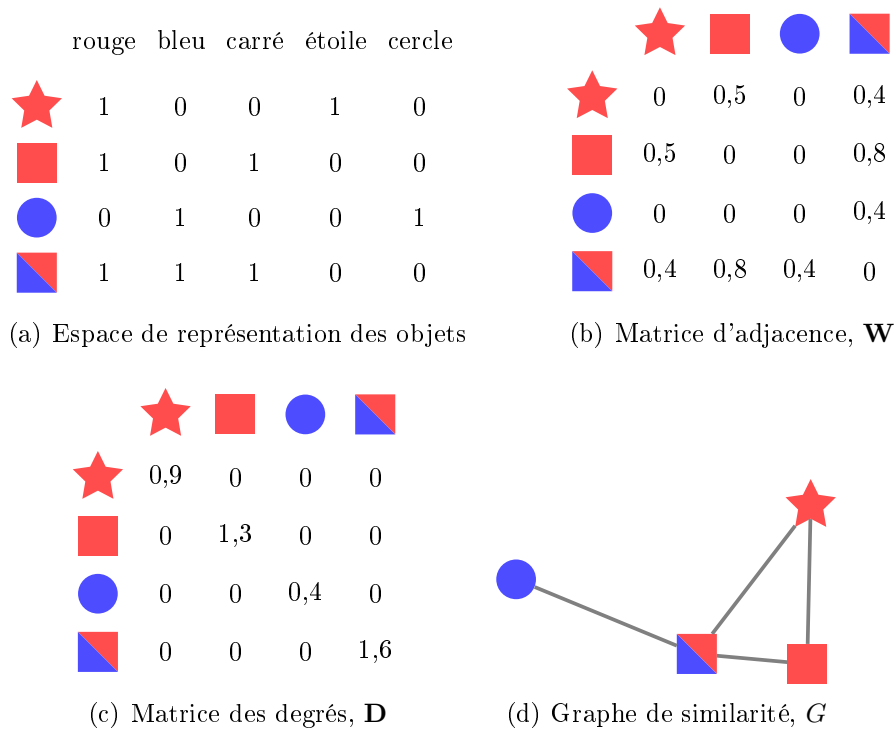 rouge bleu carré étoile cercle
1 0 0 1 0
1 0 1 0 0
0 1 0 0 1
1 1 1 0 0
(a) Espace de représentation des objets
0 0,5 0 0,4
0,5 0 0 0,8
0 0 0 0,4
0,4 0,8 0,4 0
(b) Matrice d'adjacence, W
0,9 0 0 0
0 1,3 0 0
0 0 0,4 0
0 0 0 1,6
(c) Matrice des degrés, D
(d) Graphe de similarité, G